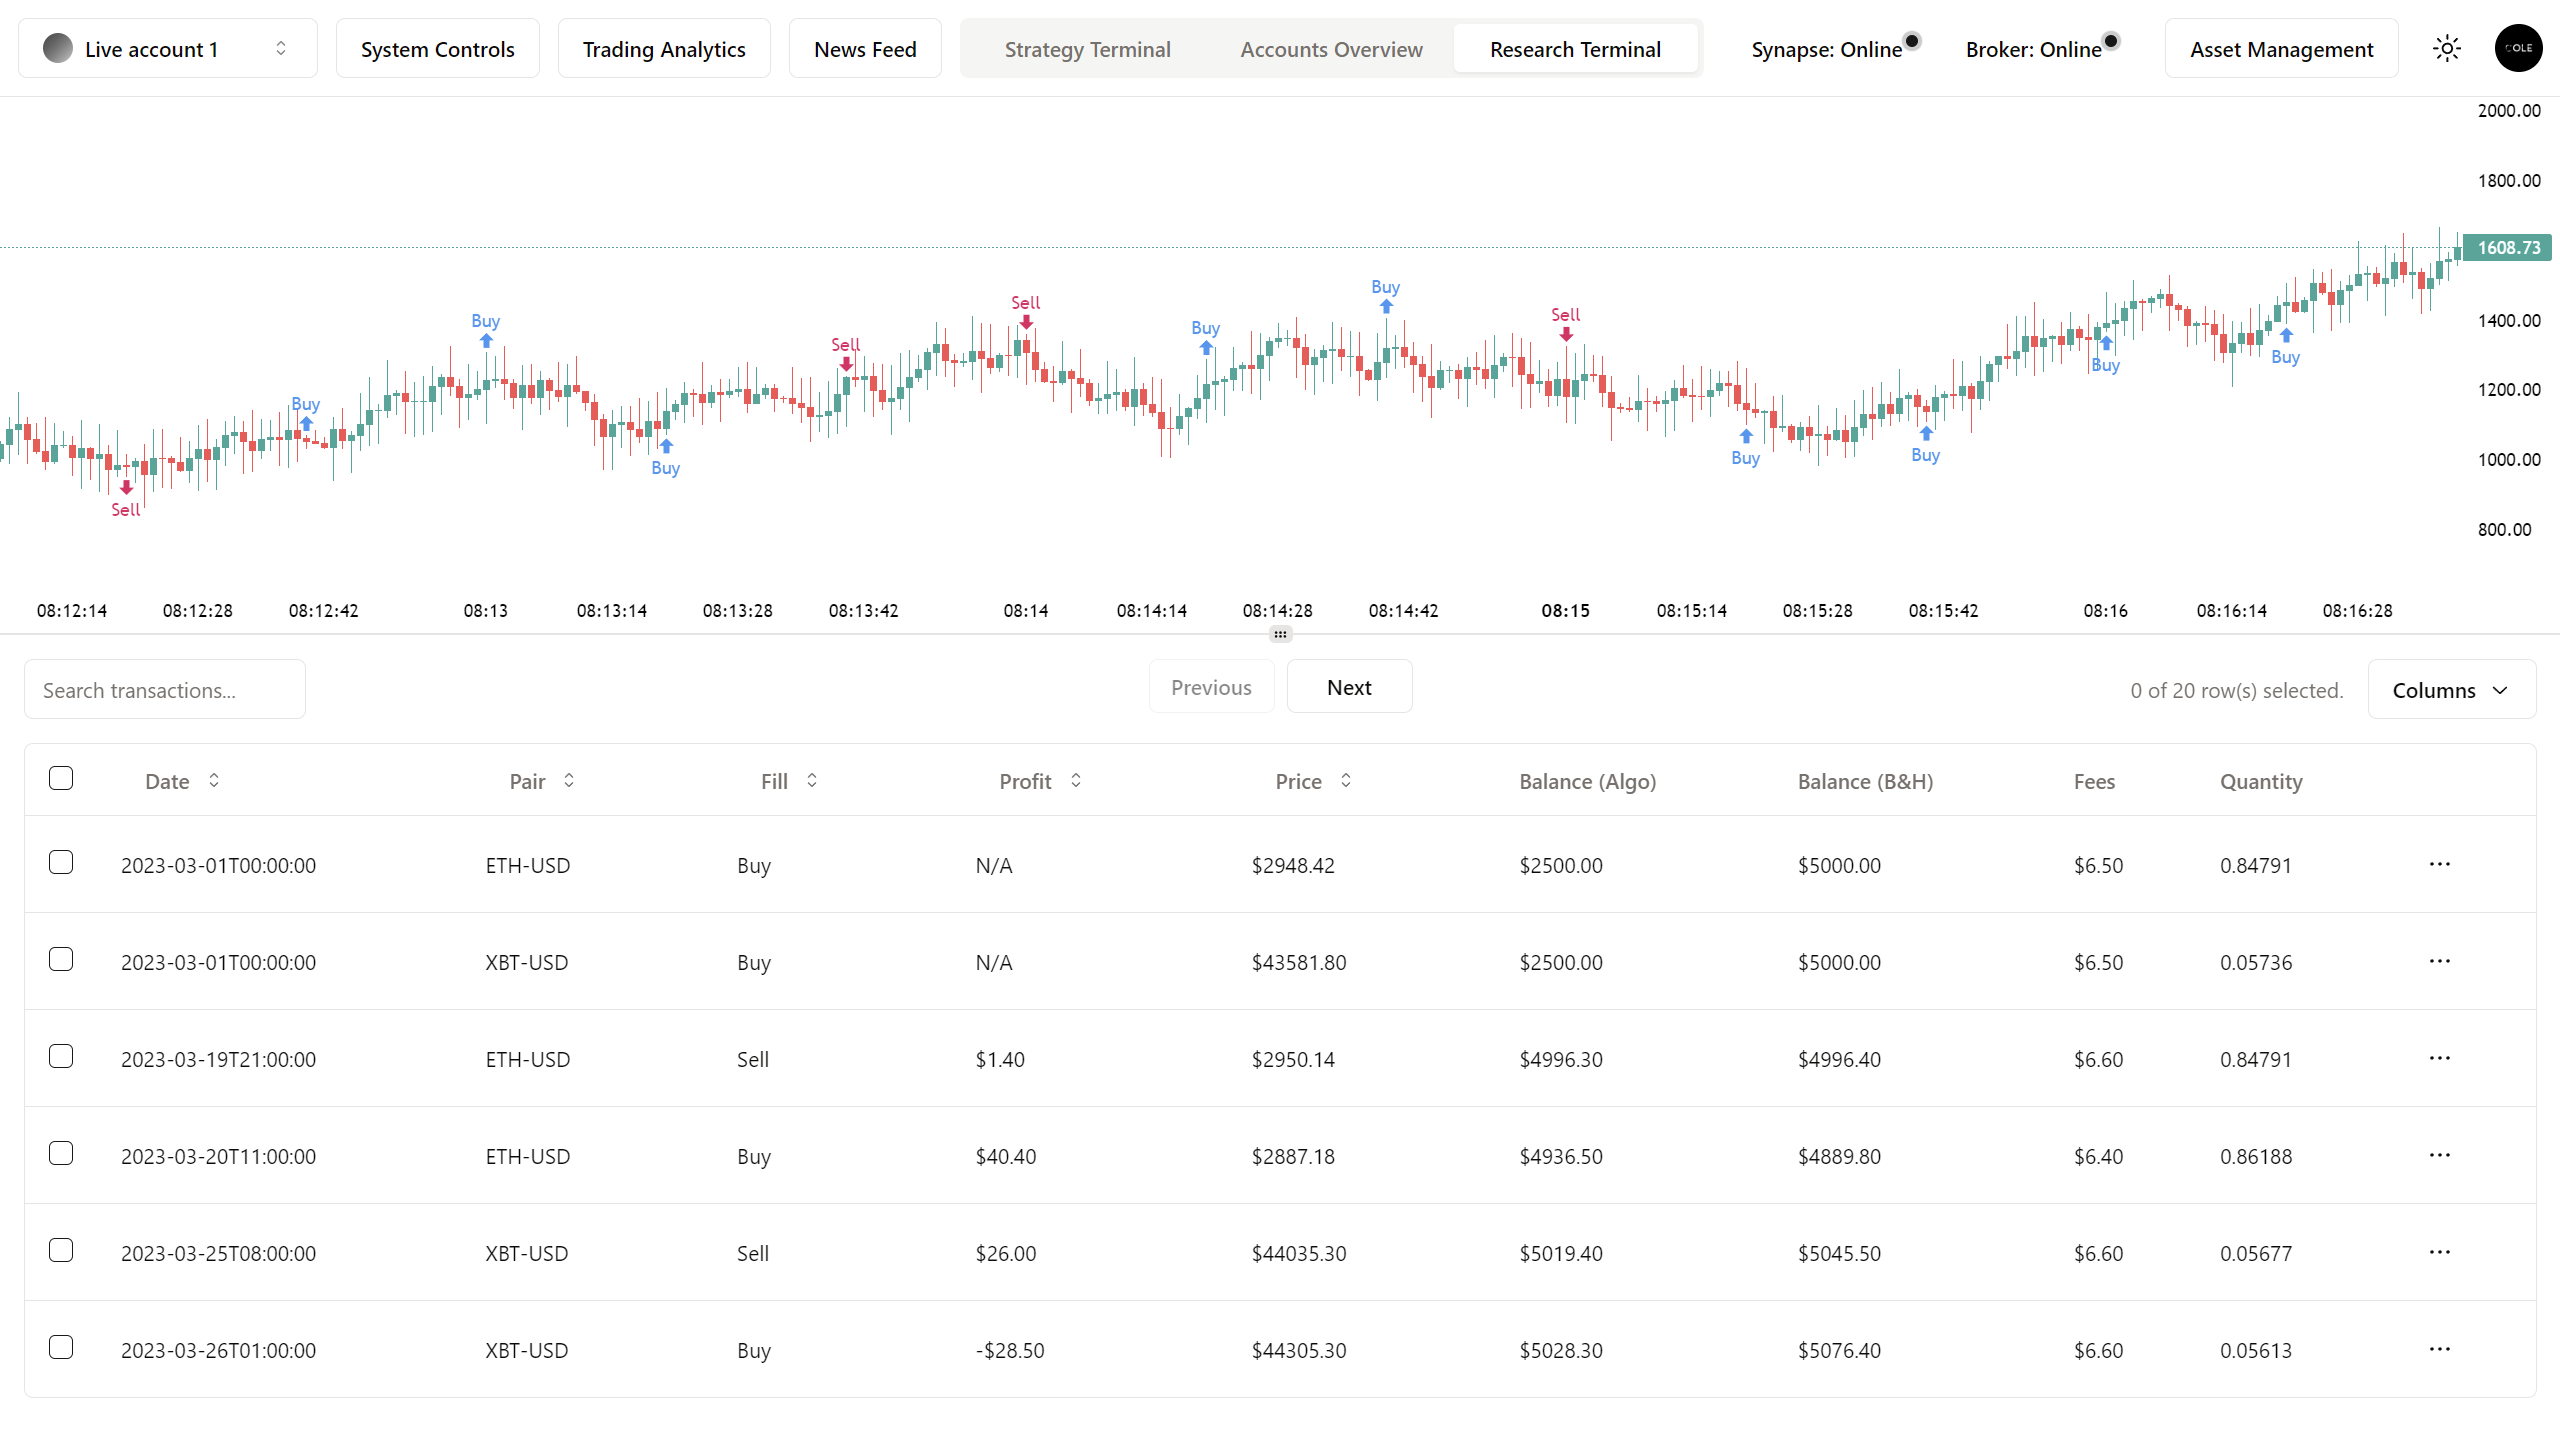 Live account 1
System Controls
Trading Analytics
News Feed
Strategy Terminal
Accounts Overview
Research Terminal
Synapse: Online
Broker: Online
Asset Management
COLE
2000.00
1800.00
1608.73
1400.00
1200.00
1000.00
800.00
Sell
Buy
Buy
Buy
Sell
Sell
Buy
Buy
Sell
Buy
Buy
Buy
Buy
08:12:14 08:12:28 08:12:42 08:13 08:13:14 08:13:28 08:13:42 08:14 08:14:14 08:14:28 08:14:42 08:15 08:15:14 08:15:28 08:15:42 08:16 08:16:14 08:16:28
Search transactions...
Previous
Next
0 of 20 row(s) selected.
Columns
Date Pair Fill Profit Price Balance (Algo) Balance (B&H) Fees Quantity
2023-03-01T00:00:00 ETH-USD Buy N/A $2948.42 $2500.00 $5000.00 $6.50 0.84791 ...
2023-03-01T00:00:00 XBT-USD Buy N/A $43581.80 $2500.00 $5000.00 $6.50 0.05736 ...
2023-03-19T21:00:00 ETH-USD Sell $1.40 $2950.14 $4996.30 $4996.40 $6.60 0.84791 ...
2023-03-20T11:00:00 ETH-USD Buy $40.40 $2887.18 $4936.50 $4889.80 $6.40 0.86188 ...
2023-03-25T08:00:00 XBT-USD Sell $26.00 $44035.30 $5019.40 $5045.50 $6.60 0.05677 ...
2023-03-26T01:00:00 XBT-USD Buy -$28.50 $44305.30 $5028.30 $5076.40 $6.60 0.05613 ...